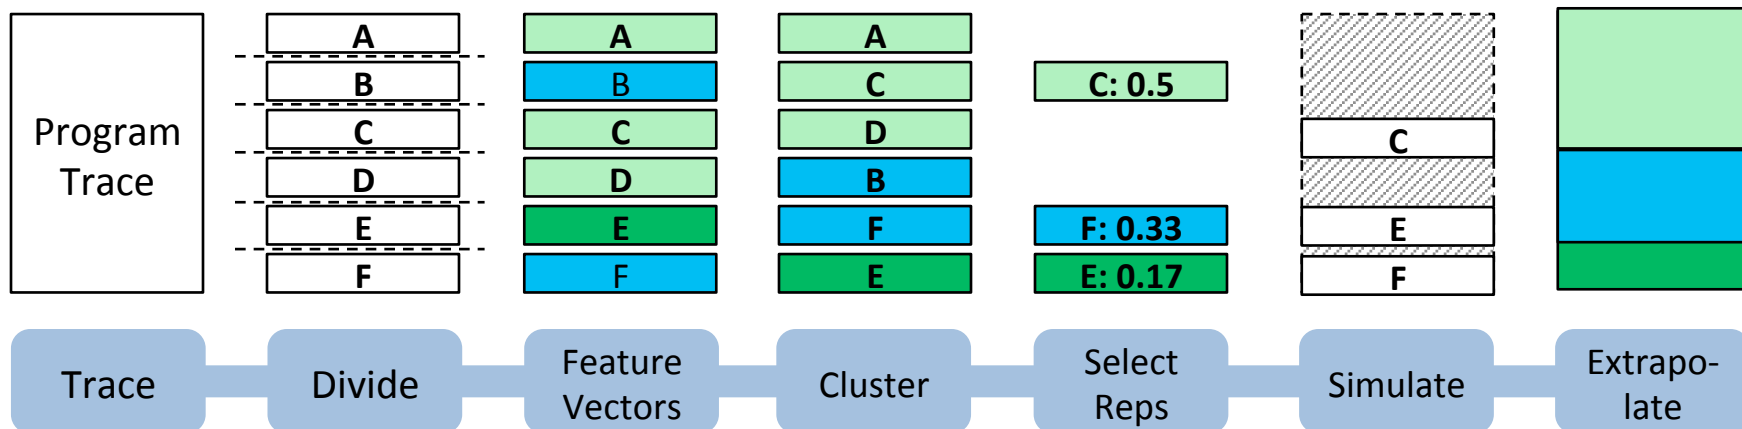 Program
Trace
A
B
C
D
E
F
A
B
C
D
E
F
A
C
D
B
F
E
C: 0.5
F: 0.33
E: 0.17
C
E
F
Trace
Divide
Feature
Vectors
Cluster
Select
Reps
Simulate
Extrapo-
late